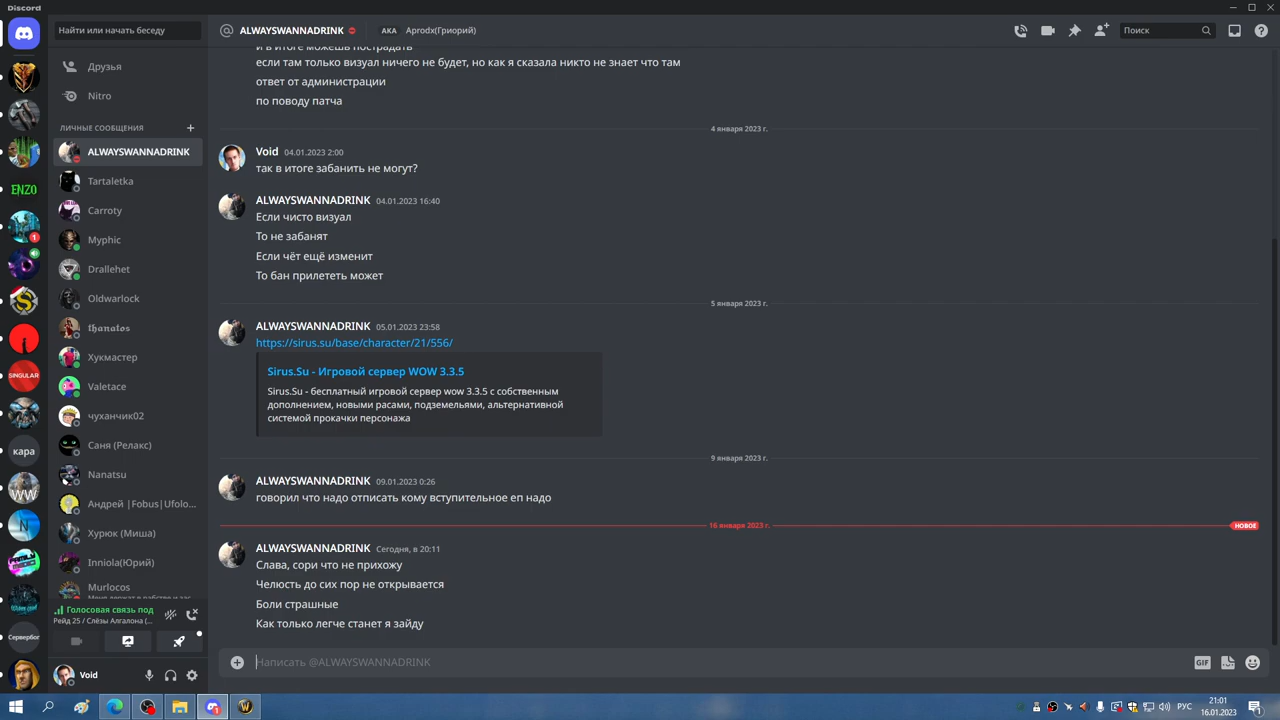 Discord
Найти или начать беседу
ALWAYSWANNADRINK
АКА
Aprodx(Гриорий)
Поиск
Друзья
Nitro
ЛИЧНЫЕ СООБЩЕНИЯ
ALWAYSWANNADRINK
Tartaletka
Carroty
Myphic
Drallehet
Oldwarlock
𝖙𝖍𝖆𝖓𝖆𝖙𝖔𝖘
Хукмастер
Valetace
чуханчик02
Саня (Релакс)
Nanatsu
Андрей |Fobus|Ufolo...
Хурюк (Миша)
Inniola(Юрий)
Murlocos
ENZO
1
SINGULAR
кара
WW
N
Сервербог
Голосовая связь под
Рейд 25 / Слёзы Алгалона (...
Void
и в итоге можешь пострадать
если там только визуал ничего не будет, но как я сказала никто не знает что там
ответ от администрации
по поводу патча
4 января 2023 г.
Void 04.01.2023 2:00
так в итоге забанить не могут?
ALWAYSWANNADRINK 04.01.2023 16:40
Если чисто визуал
То не забанят
Если чёт ещё изменит
То бан прилететь может
5 января 2023 г.
ALWAYSWANNADRINK 05.01.2023 23:58
https://sirus.su/base/character/21/556/
Sirus.Su - Игровой сервер WOW 3.3.5
Sirus.Su - бесплатный игровой сервер wow 3.3.5 с собственным
дополнением, новыми расами, подземельями, альтернативной
системой прокачки персонажа
9 января 2023 г.
ALWAYSWANNADRINK 09.01.2023 0:26
говорил что надо отписать кому вступительное еп надо
16 января 2023 г.
НОВОЕ
ALWAYSWANNADRINK Сегодня, в 20:11
Слава, сори что не прихожу
Челюсть до сих пор не открывается
Боли страшные
Как только легче станет я зайду
Написать @ALWAYSWANNADRINK
GIF
РУС
21:01
16.01.2023